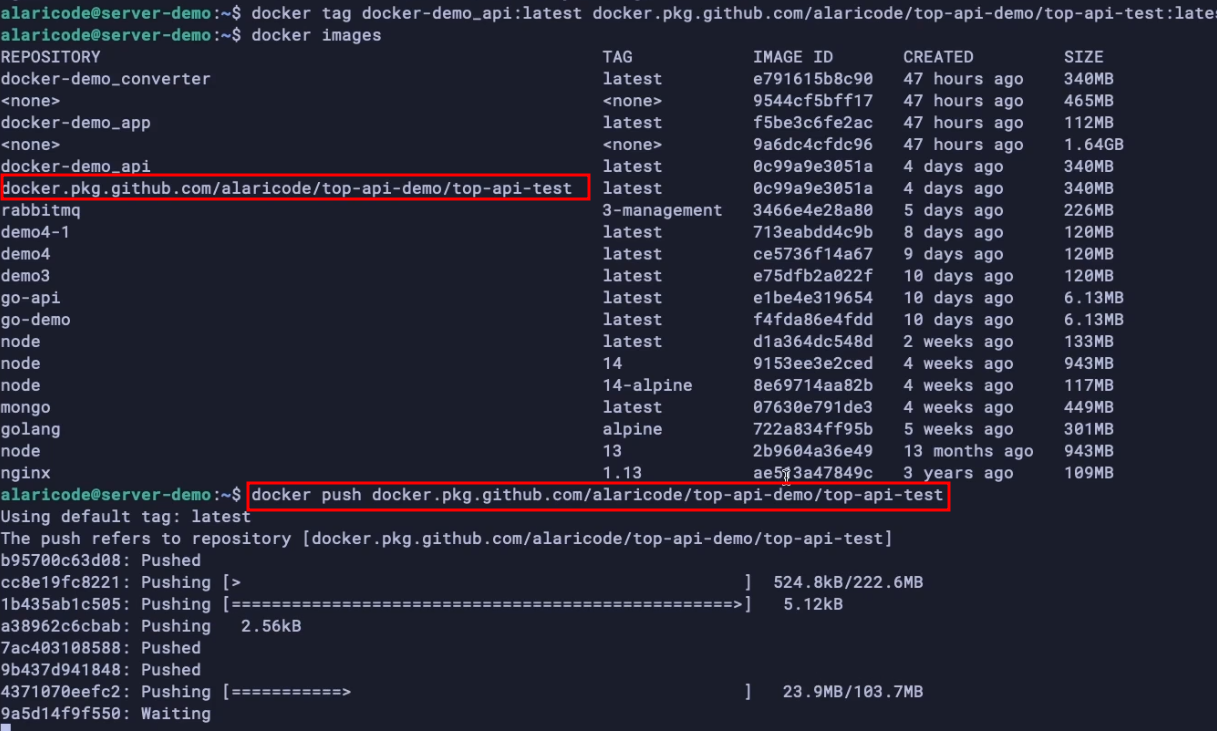 alaricode@server-demo:~$ docker tag docker-demo_api:latest docker.pkg.github.com/alaricode/top-api-demo/top-api-test:late
alaricode@server-demo:~$ docker images
REPOSITORY TAG IMAGE ID CREATED SIZE
docker-demo_converter latest e791615b8c90 47 hours ago 340MB
<none> <none> 9544cf5bff17 47 hours ago 465MB
docker-demo_app latest f5be3c6fe2ac 47 hours ago 112MB
<none> <none> 9a6dc4cfdc96 47 hours ago 1.64GB
docker-demo_api latest 0c99a9e3051a 4 days ago 340MB
docker.pkg.github.com/alaricode/top-api-demo/top-api-test latest 0c99a9e3051a 4 days ago 340MB
rabbitmq 3-management 3466e4e28a80 5 days ago 226MB
demo4-1 latest 713eabdd4c9b 8 days ago 120MB
demo4 latest ce5736f14a67 9 days ago 120MB
demo3 latest e75dfb2a022f 10 days ago 120MB
go-api latest e1be4e319654 10 days ago 6.13MB
go-demo latest f4fda86e4fdd 10 days ago 6.13MB
node latest d1a364dc548d 2 weeks ago 133MB
node 14 9153ee3e2ced 4 weeks ago 943MB
node 14-alpine 8e69714aa82b 4 weeks ago 117MB
mongo latest 07630e791de3 4 weeks ago 449MB
golang alpine 722a834ff95b 5 weeks ago 301MB
node 13 2b9604a36e49 13 months ago 943MB
nginx 1.13 3 years ago 109MB
alaricode@server-demo:~$ docker push docker.pkg.github.com/alaricode/top-api-demo/top-api-test
Using default tag: latest
The push refers to repository [docker.pkg.github.com/alaricode/top-api-demo/top-api-test]
b95700c63d08: Pushed
cc8e19fc8221: Pushing [> ] 524.8kB/222.6MB
1b435ab1c505: Pushing [==================================================>] 5.12kB
a38962c6cbab: Pushing 2.56kB
7ac403108588: Pushed
9b437d941848: Pushed
4371070eefc2: Pushing [===========> ] 23.9MB/103.7MB
9a5d14f9f550: Waiting